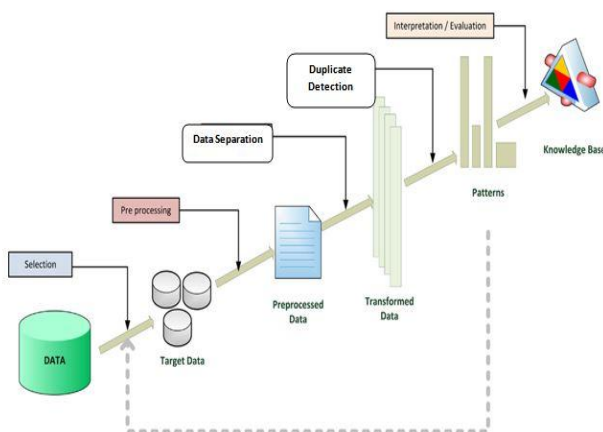 Interpretation / Evaluation
Duplicate
Detection
Data Separation
Knowledge Base
Patterns
Pre processing
Selection
Transformed
Data
Preprocessed
Data
Target Data
DATA